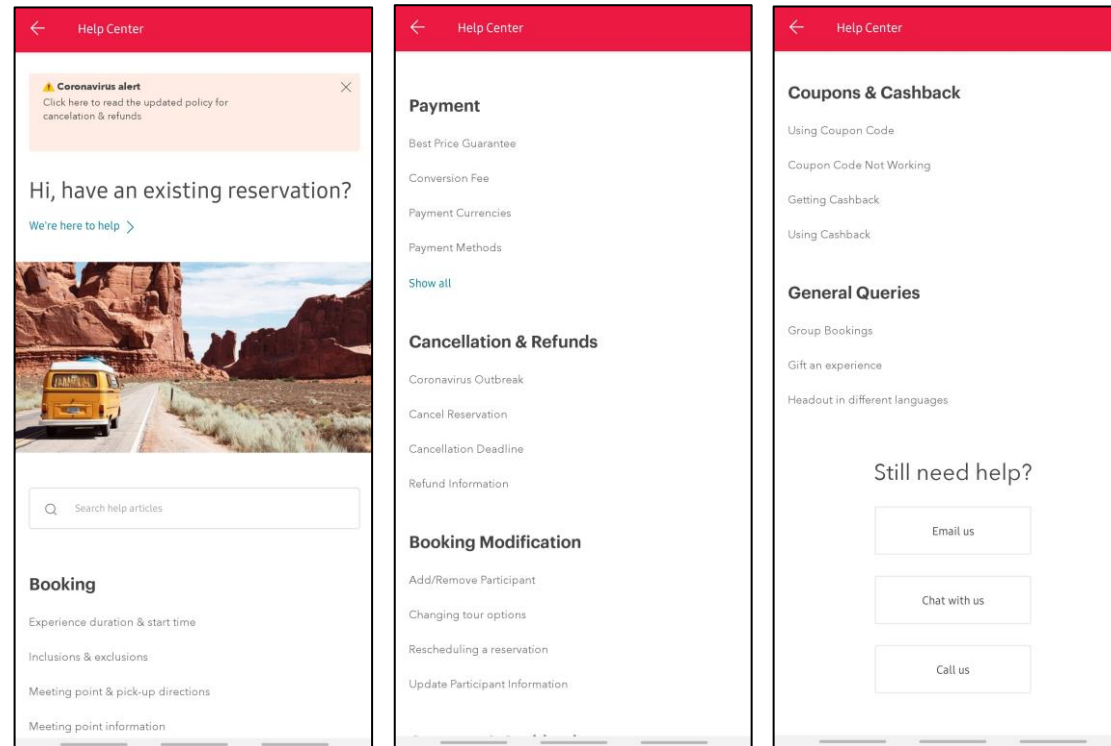 Help Center
Coronavirus alert
Click here to read the updated policy for
cancelation & refunds
Hi, have an existing reservation?
We're here to help
Search help articles
Booking
Experience duration & start time
Inclusions & exclusions
Meeting point & pick-up directions
Meeting point information
Help Center
Payment
Best Price Guarantee
Conversion Fee
Payment Currencies
Payment Methods
Show all
Cancellation & Refunds
Coronavirus Outbreak
Cancel Reservation
Cancellation Deadline
Refund Information
Booking Modification
Add/Remove Participant
Changing tour options
Rescheduling a reservation
Update Participant Information
Help Center
Coupons & Cashback
Using Coupon Code
Coupon Code Not Working
Getting Cashback
Using Cashback
General Queries
Group Bookings
Gift an experience
Headout in different languages
Still need help?
Email us
Chat with us
Call us